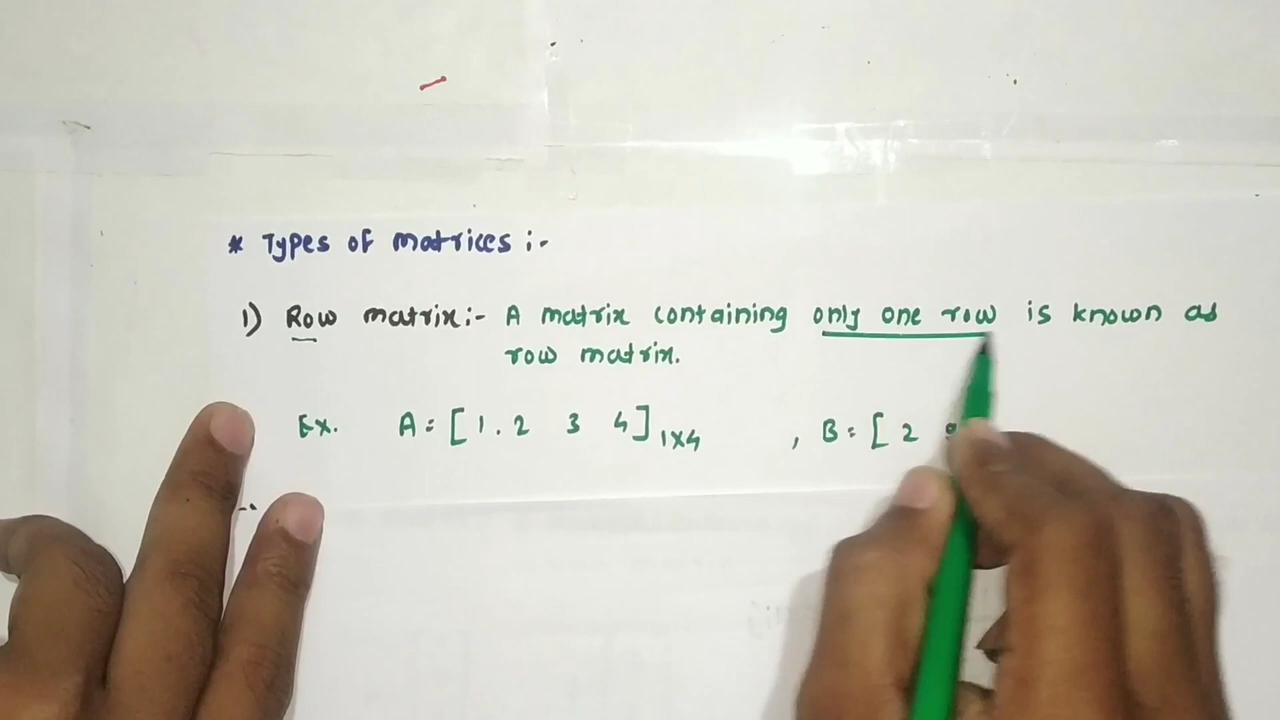 * Types of matrices :-
1) Row matrix:- A matrix containing only one row is known as
row matrix.
Ex. A = [1 . 2 3 4] 1x4 , B = [ 2